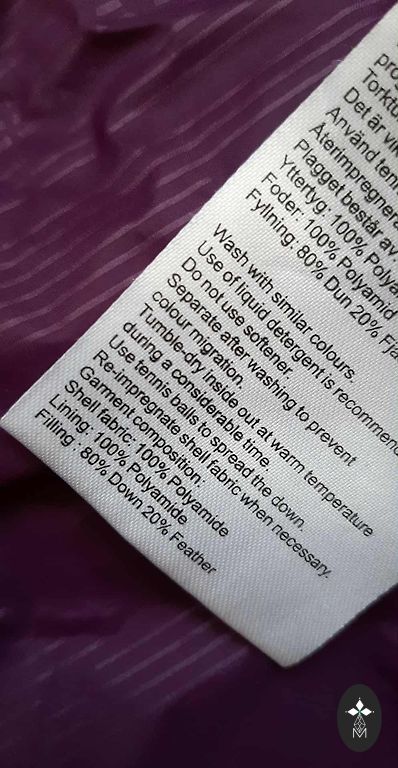 Torktu
Det är vik
Använd tenn
Återimpregnera
Plagget består av.
Yttertyg: 100% Polya
Foder: 100% Polyamid
Fyllning: 80% Dun 20% Fjä
Wash with similar colours.
Use of liquid detergent is recommen
Do not use softener.
Separate after washing to prevent
colour migration.
Tumble-dry inside out at warm temperature
during a considerable time.
Use tennis balls to spread the down.
Re-impregnate shell fabric when necessary.
Garment composition:
Shell fabric: 100% Polyamide
Lining: 100% Polyamide
Filling : 80% Down 20% Feather